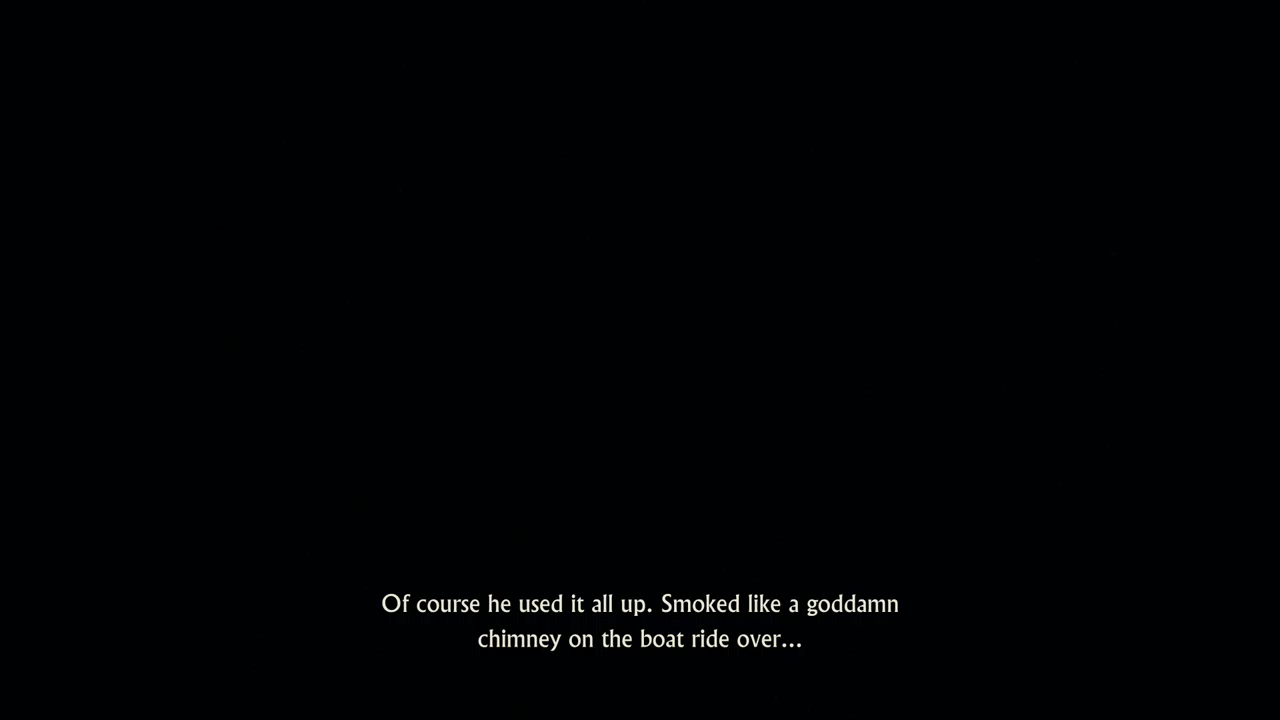 Of course he used it all up. Smoked like a goddamn
chimney on the boat ride over...